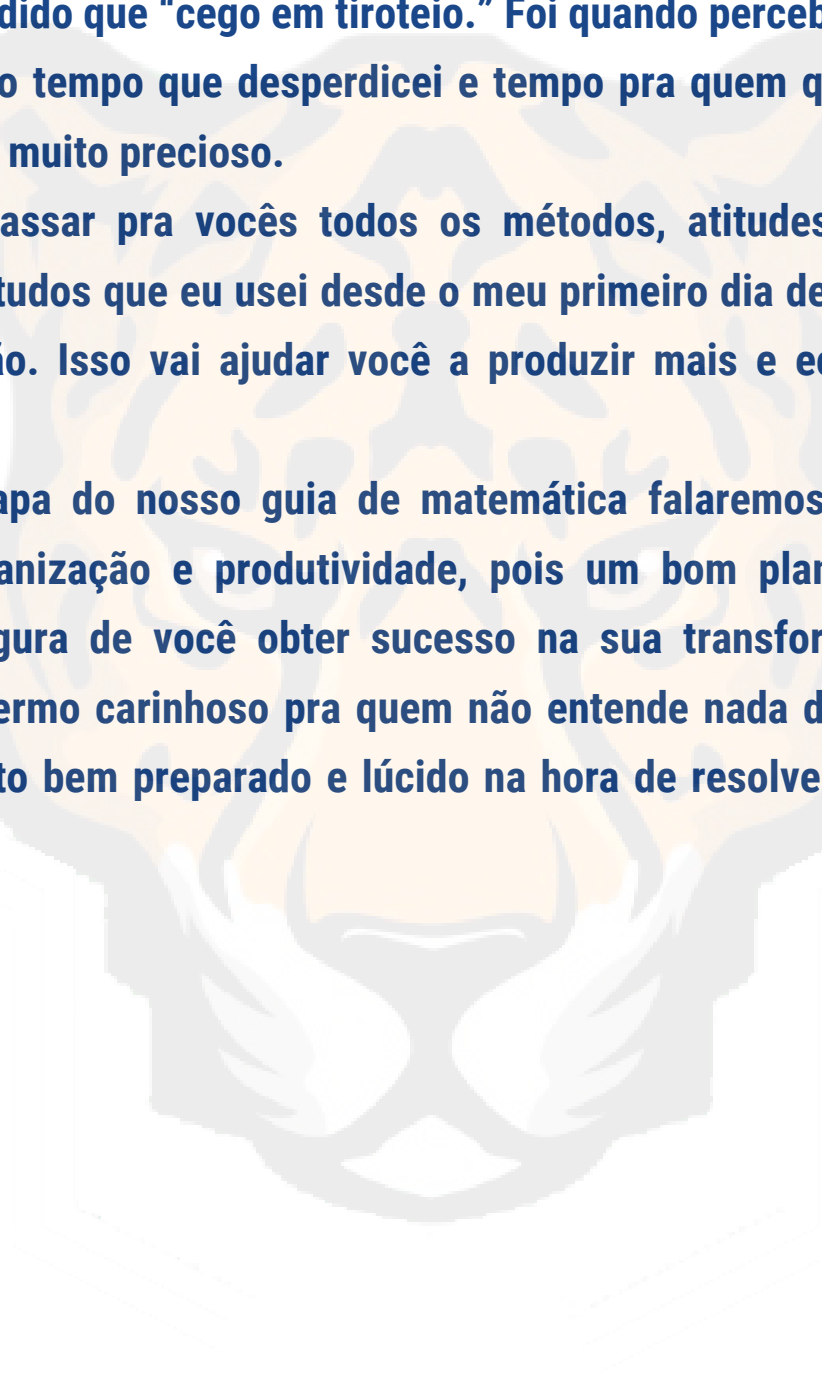 dido que “cego em tiroteio.” Foi quando perceb
o tempo que desperdicei e tempo pra quem q
muito precioso.
assar pra vocês todos os métodos, atitudes
tudos que eu usei desde o meu primeiro dia de
ão. Isso vai ajudar você a produzir mais e ec
apa do nosso guia de matemática falaremos
anização e produtividade, pois um bom plan
gura de você obter sucesso na sua transfor
ermo carinhoso pra quem não entende nada d
to bem preparado e lúcido na hora de resolve